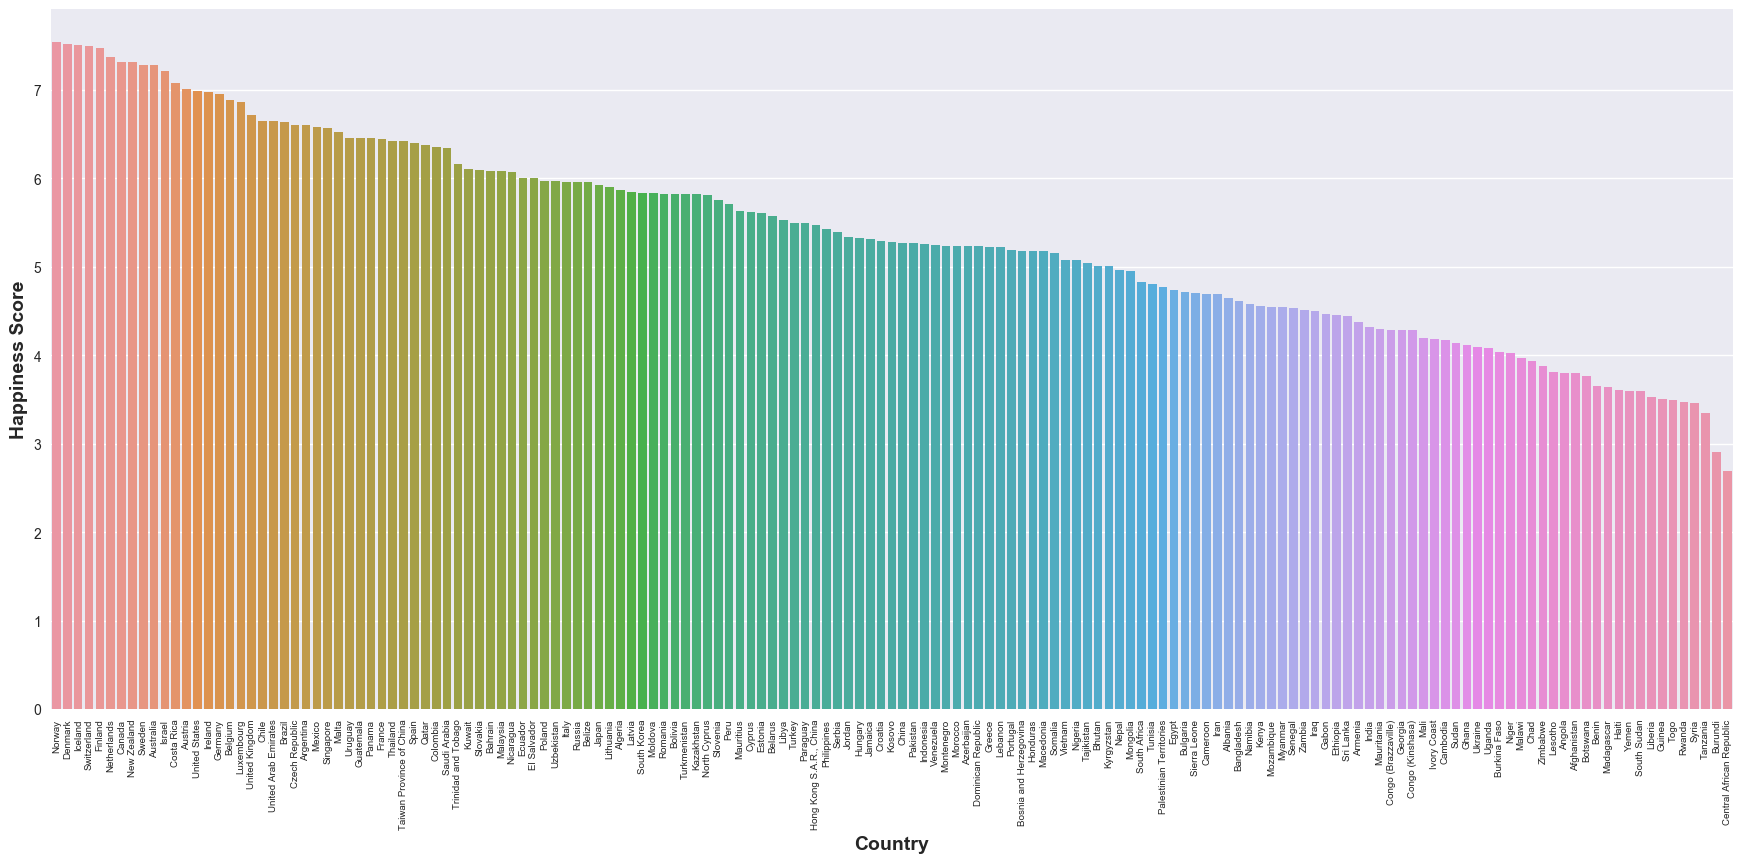 Happiness Score
7
6
5
4
3
2
1
0
Norway
Denmark
Iceland
Switzerland
Finland
Netherlands
Canada
New Zealand
Sweden
Australia
Israel
Costa Rica
Austria
United States
Ireland
Germany
Belgium
Luxembourg
United Kingdom
Chile
United Arab Emirates
Brazil
Czech Republic
Argentina
Mexico
Singapore
Malta
Uruguay
Guatemala
Panama
France
Thailand
Taiwan Province of China
Spain
Qatar
Colombia
Saudi Arabia
Trinidad and Tobago
Kuwait
Slovakia
Bahrain
Malaysia
Nicaragua
Ecuador
El Salvador
Poland
Uzbekistan
Italy
Russia
Belize
Japan
Lithuania
Algeria
Latvia
South Korea
Moldova
Romania
Bolivia
Turkmenistan
Kazakhstan
North Cyprus
Slovenia
Peru
Mauritius
Cyprus
Estonia
Belarus
Libya
Turkey
Paraguay
Hong Kong S.A.R., China
Philippines
Serbia
Jordan
Hungary
Jamaica
Croatia
Kosovo
China
Pakistan
Indonesia
Venezuela
Montenegro
Morocco
Azerbaijan
Dominican Republic
Greece
Lebanon
Portugal
Bosnia and Herzegovina
Honduras
Macedonia
Somalia
Vietnam
Nigeria
Tajikistan
Bhutan
Kyrgyzstan
Nepal
Mongolia
South Africa
Tunisia
Palestinian Territories
Egypt
Bulgaria
Sierra Leone
Cameroon
Iran
Albania
Bangladesh
Namibia
Kenya
Mozambique
Myanmar
Senegal
Zambia
Iraq
Gabon
Ethiopia
Sri Lanka
Armenia
India
Mauritania
Congo (Brazzaville)
Georgia
Congo (Kinshasa)
Mali
Ivory Coast
Cambodia
Sudan
Ghana
Ukraine
Uganda
Burkina Faso
Niger
Malawi
Chad
Zimbabwe
Lesotho
Angola
Afghanistan
Botswana
Benin
Madagascar
Haiti
Yemen
South Sudan
Liberia
Guinea
Togo
Rwanda
Syria
Tanzania
Burundi
Central African Republic
Country